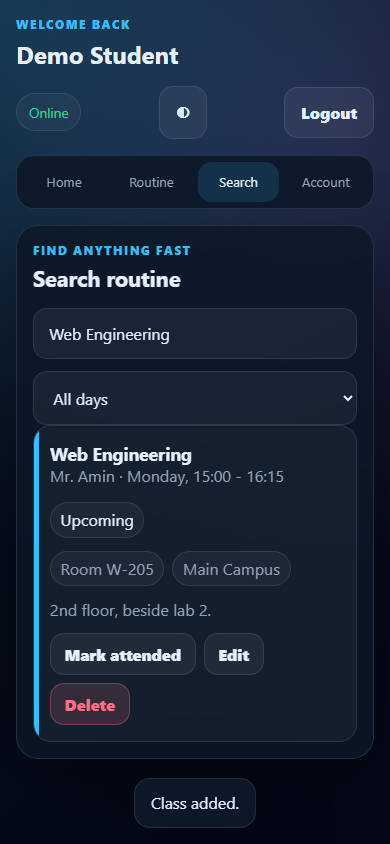 WELCOME BACK
Demo Student
Online
Logout
Home Routine Search Account
FIND ANYTHING FAST
Search routine
Web Engineering
All days
Web Engineering
Mr. Amin · Monday, 15:00 - 16:15
Upcoming
Room W-205 Main Campus
2nd floor, beside lab 2.
Mark attended Edit
Delete
Class added.